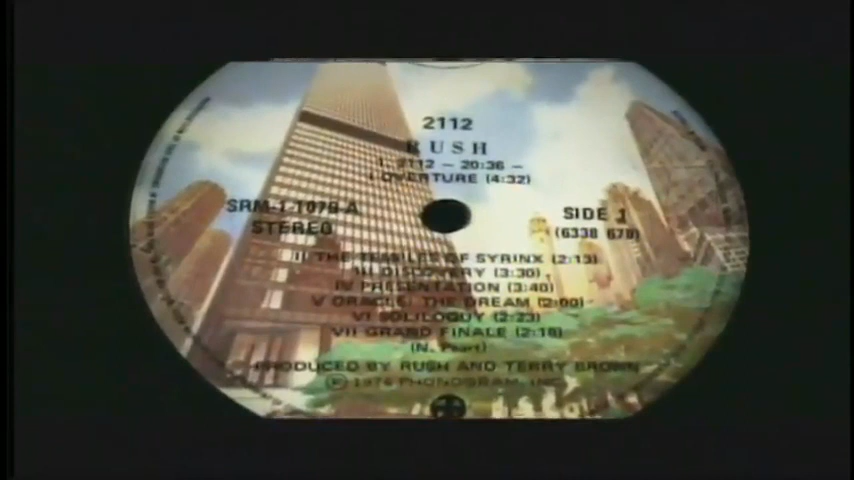 2112
RUSH
I. 2112 – 20:36 –
I OVERTURE (4:32)
SRM-1-1079-A
STEREO
SIDE 1
(6338 678)
II THE TEMPLES OF SYRINX (2:13)
III DISCOVERY (3:30)
IV PRESENTATION (3:40)
V ORACLE: THE DREAM (2:00)
VI SOLILOQUY (2:23)
VII GRAND FINALE (2:16)
(N. Peart)
PRODUCED BY RUSH AND TERRY BROWN
Ⓟ 1976 PHONOGRAM, INC.